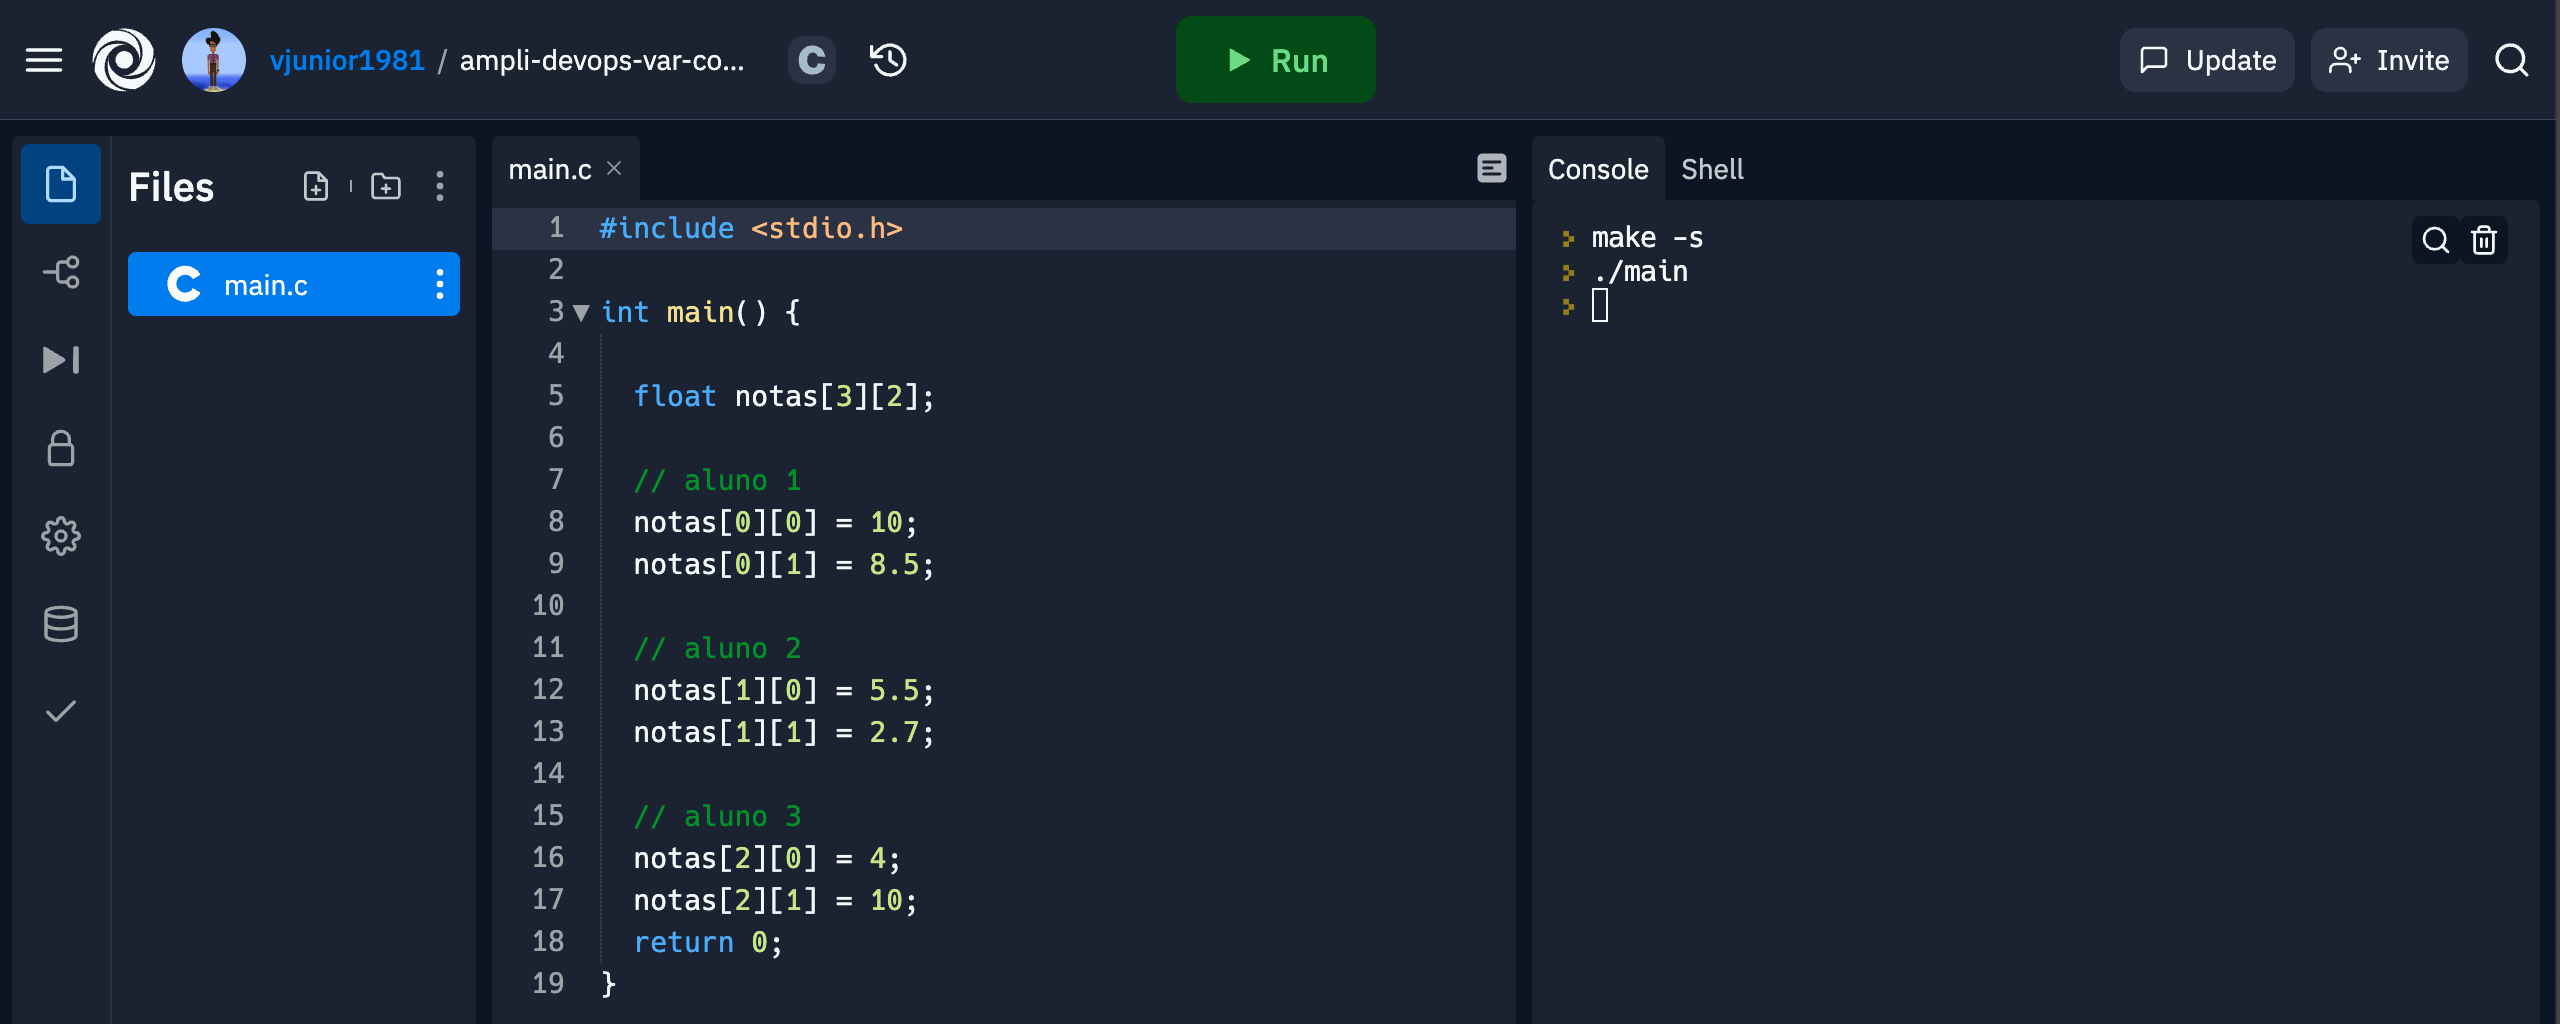 vjunior1981 / ampli-devops-var-co...
C
Run
Update
Invite
Files
main.c
main.c
1 #include <stdio.h>
2
3 int main() {
4
5 float notas[3][2];
6
7 // aluno 1
8 notas[0][0] = 10;
9 notas[0][1] = 8.5;
10
11 // aluno 2
12 notas[1][0] = 5.5;
13 notas[1][1] = 2.7;
14
15 // aluno 3
16 notas[2][0] = 4;
17 notas[2][1] = 10;
18 return 0;
19 }
Console Shell
make -s
./main